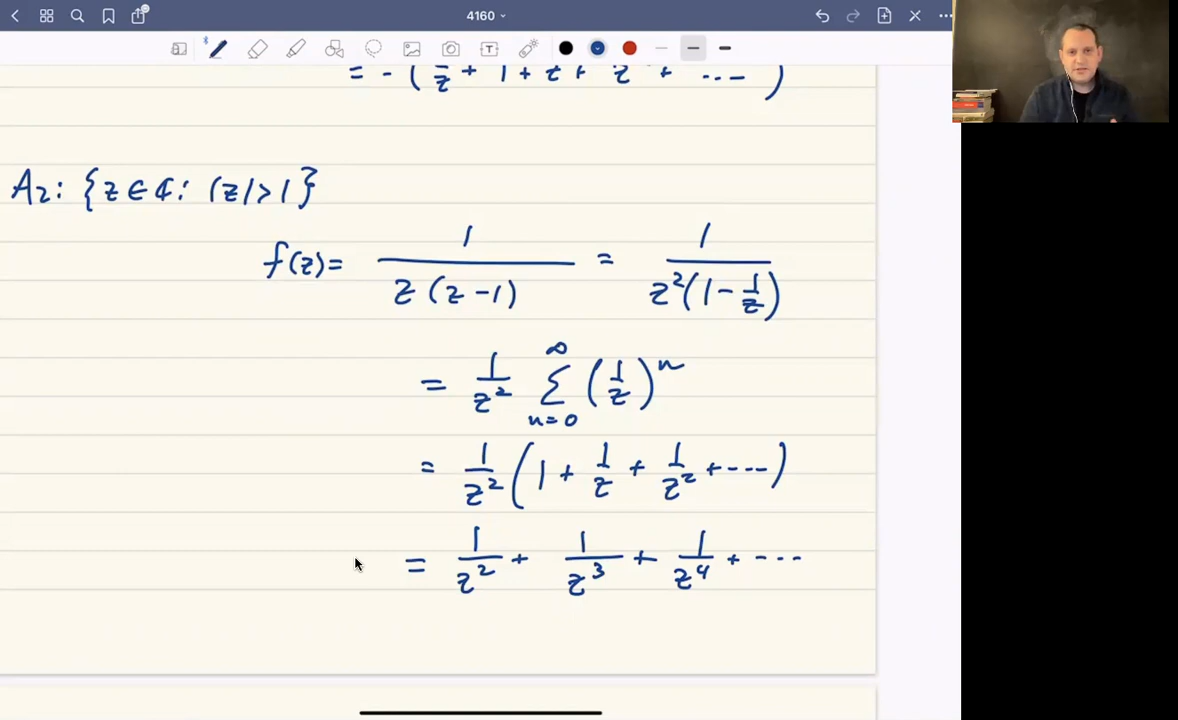 4160
= - ( 1/z + 1 + z + z² + ... )
A₂: {z ∈ ℂ: |z| > 1}
f(z) = 1 / (z (z - 1)) = 1 / (z² (1 - 1/z))
= 1/z² ∑_{n=0}^{∞} (1/z)ⁿ
= 1/z² ( 1 + 1/z + 1/z² + ... )
= 1/z² + 1/z³ + 1/z⁴ + ...